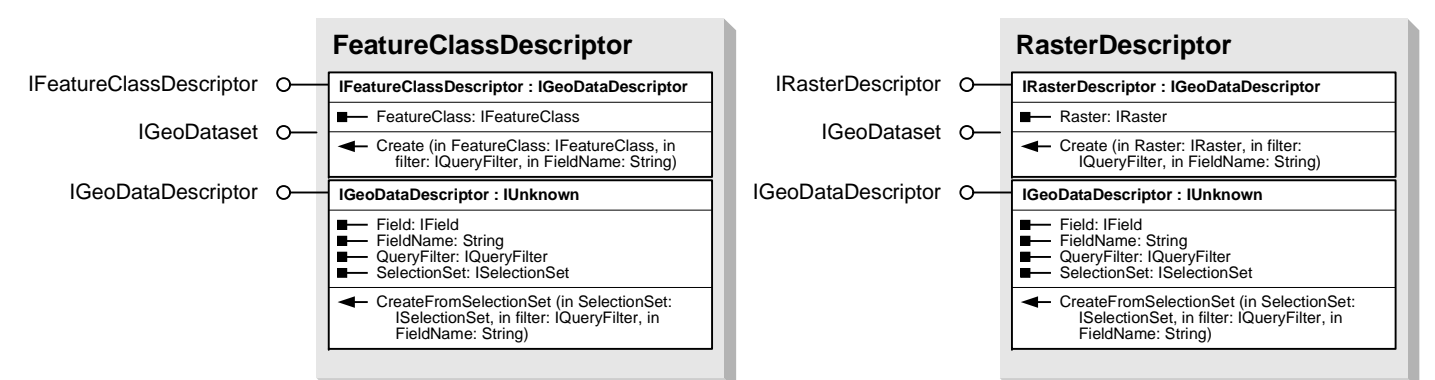 FeatureClassDescriptor
IFeatureClassDescriptor
IFeatureClassDescriptor : IGeoDataDescriptor
FeatureClass: IFeatureClass
IGeoDataset
Create (in FeatureClass: IFeatureClass, in
filter: IQueryFilter, in FieldName: String)
IGeoDataDescriptor
IGeoDataDescriptor : IUnknown
Field: IField
FieldName: String
QueryFilter: IQueryFilter
SelectionSet: ISelectionSet
CreateFromSelectionSet (in SelectionSet:
ISelectionSet, in filter: IQueryFilter, in
FieldName: String)
RasterDescriptor
IRasterDescriptor
IRasterDescriptor : IGeoDataDescriptor
Raster: IRaster
IGeoDataset
Create (in Raster: IRaster, in filter:
IQueryFilter, in FieldName: String)
IGeoDataDescriptor
IGeoDataDescriptor : IUnknown
Field: IField
FieldName: String
QueryFilter: IQueryFilter
SelectionSet: ISelectionSet
CreateFromSelectionSet (in SelectionSet:
ISelectionSet, in filter: IQueryFilter, in
FieldName: String)